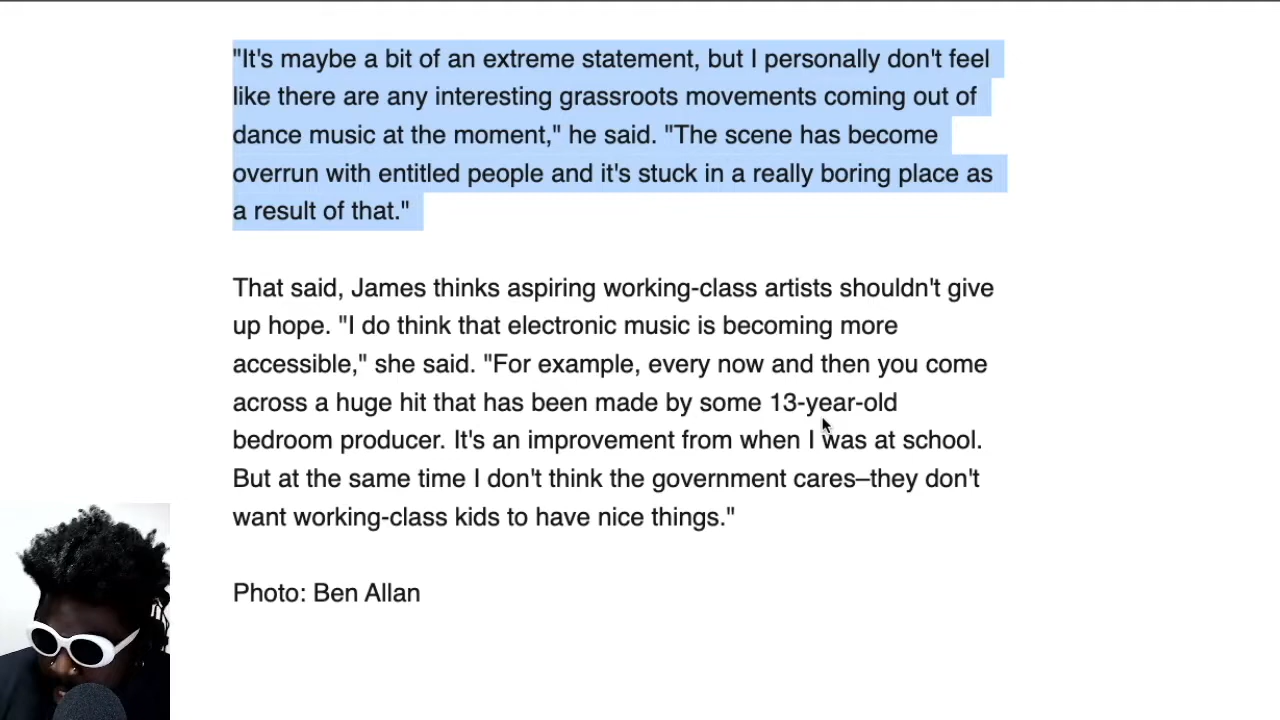 "It's maybe a bit of an extreme statement, but I personally don't feel
like there are any interesting grassroots movements coming out of
dance music at the moment," he said. "The scene has become
overrun with entitled people and it's stuck in a really boring place as
a result of that."
That said, James thinks aspiring working-class artists shouldn't give
up hope. "I do think that electronic music is becoming more
accessible," she said. "For example, every now and then you come
across a huge hit that has been made by some 13-year-old
bedroom producer. It's an improvement from when I was at school.
But at the same time I don't think the government cares–they don't
want working-class kids to have nice things."
Photo: Ben Allan